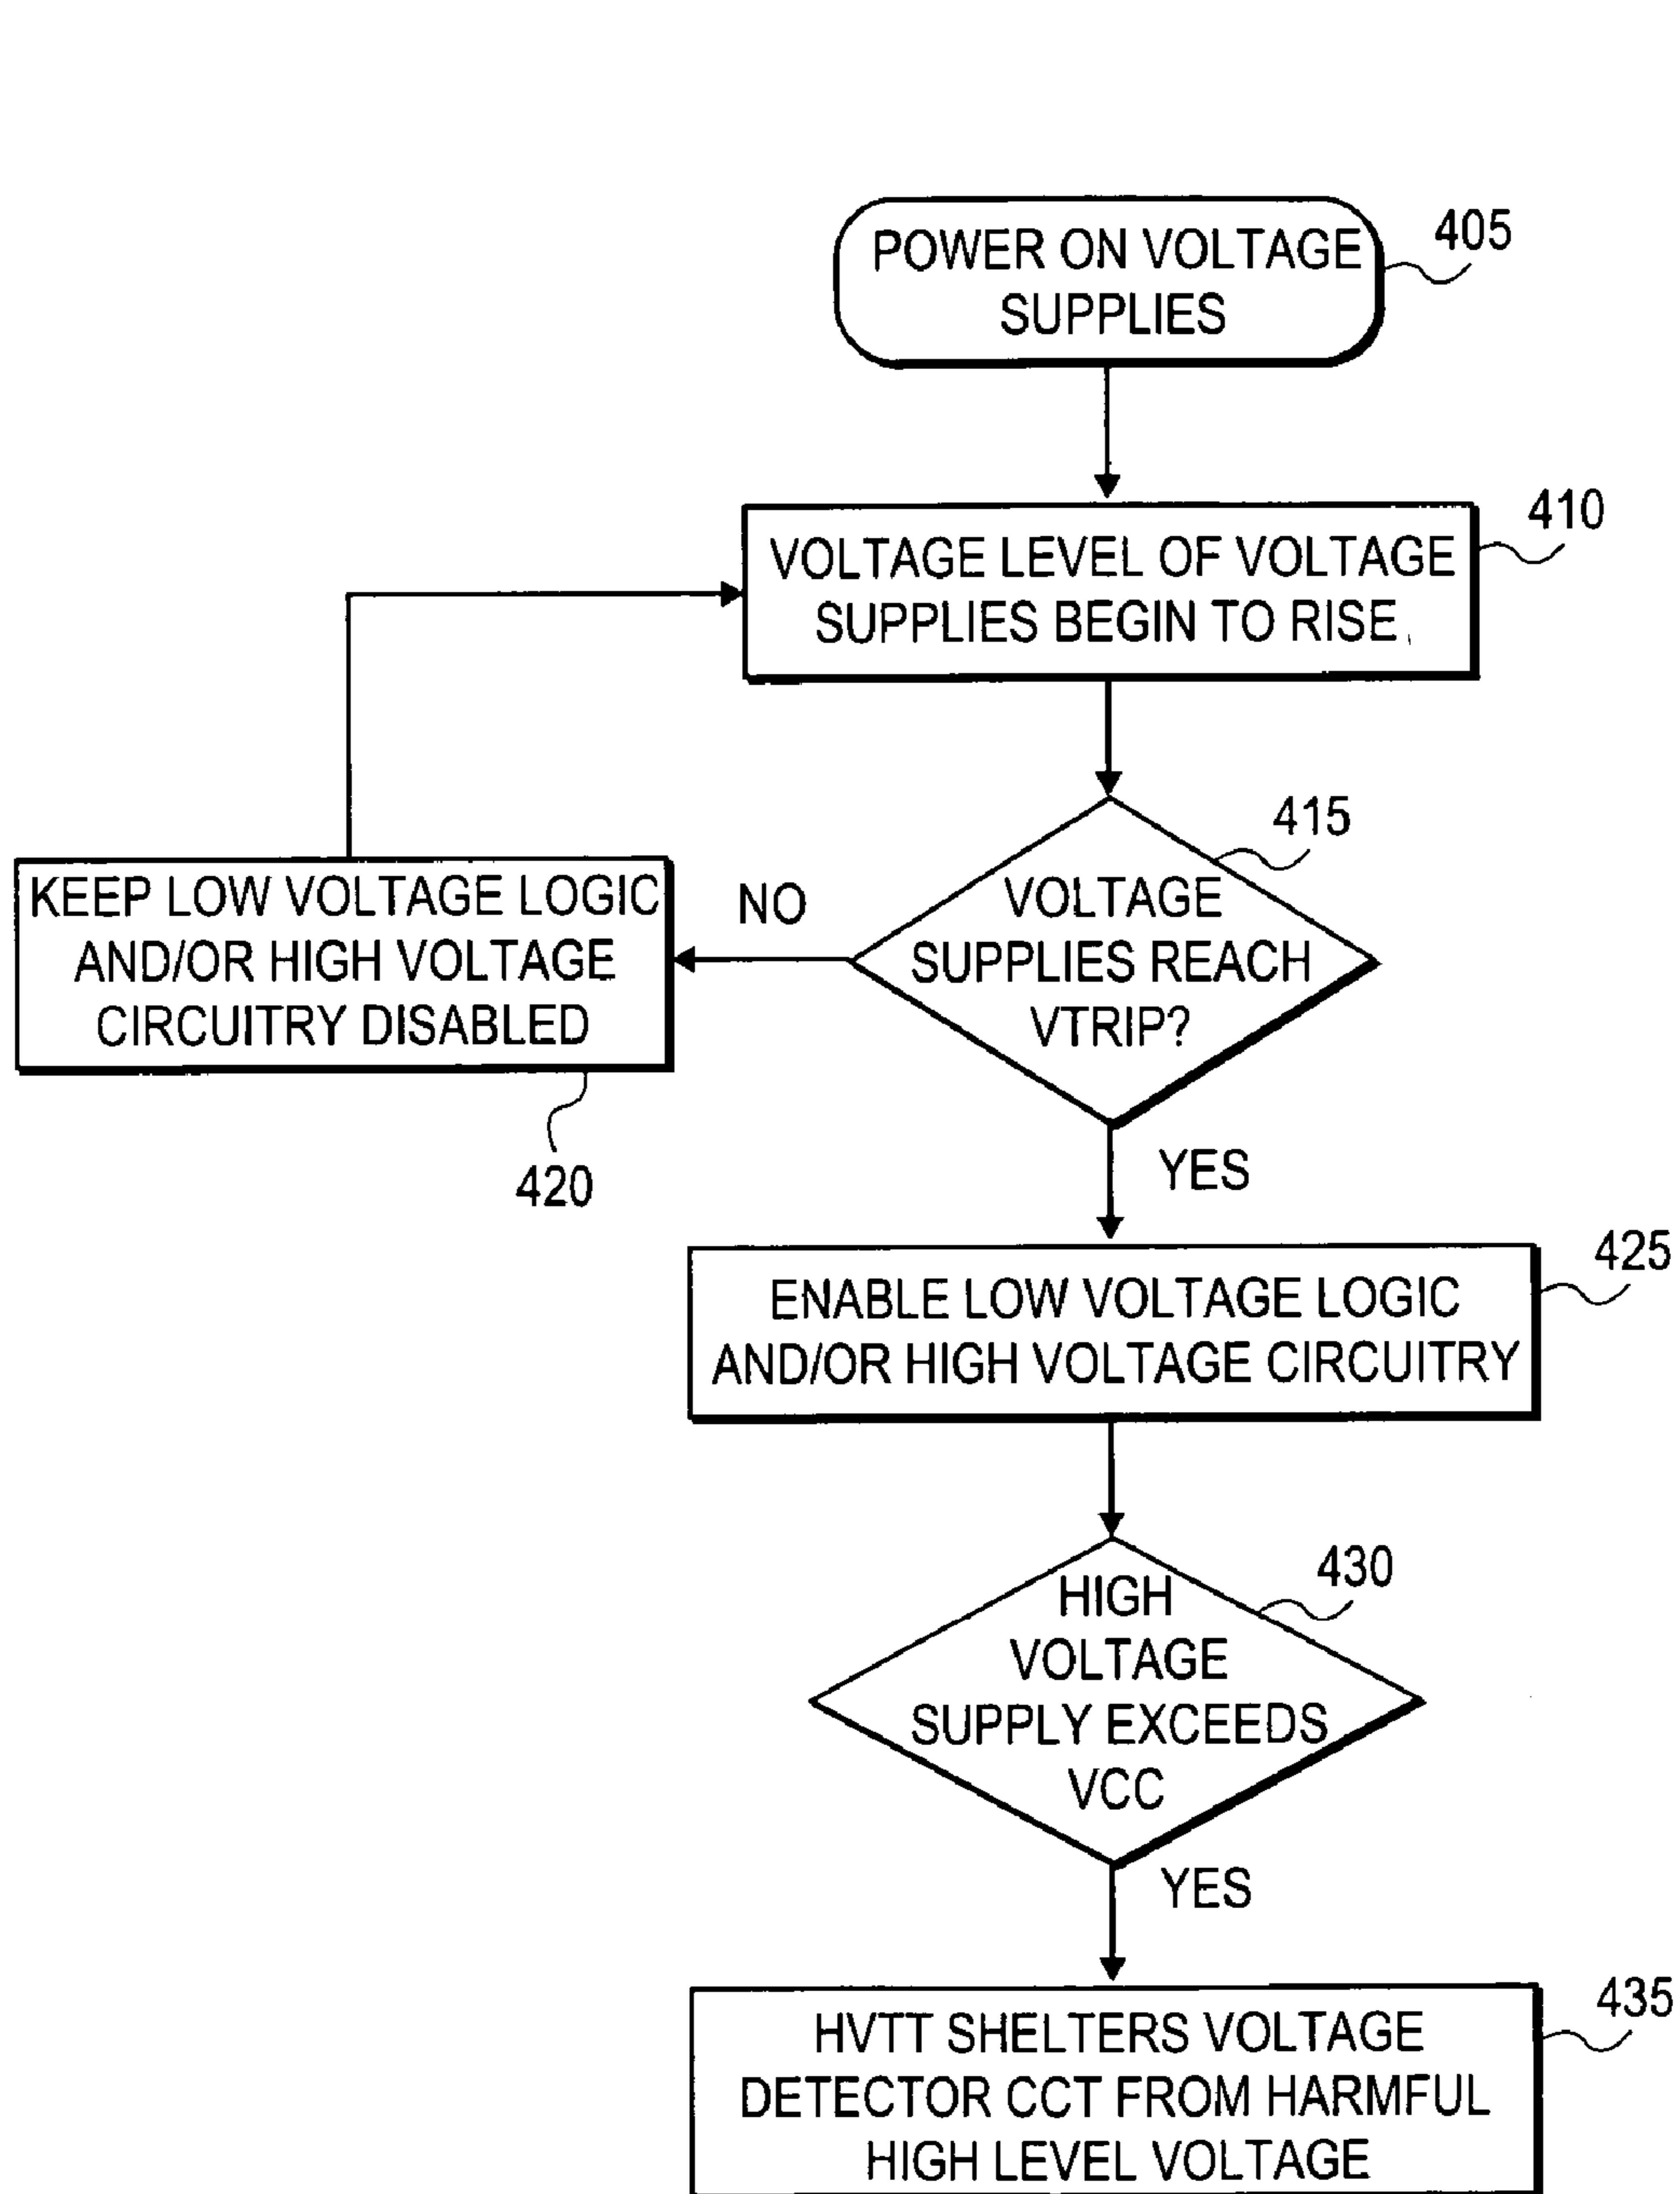 POWER ON VOLTAGE
SUPPLIES
405
VOLTAGE LEVEL OF VOLTAGE
SUPPLIES BEGIN TO RISE
410
VOLTAGE
SUPPLIES REACH
VTRIP?
415
NO
KEEP LOW VOLTAGE LOGIC
AND/OR HIGH VOLTAGE
CIRCUITRY DISABLED
420
YES
ENABLE LOW VOLTAGE LOGIC
AND/OR HIGH VOLTAGE CIRCUITRY
425
HIGH
VOLTAGE
SUPPLY EXCEEDS
VCC
430
YES
HVTT SHELTERS VOLTAGE
DETECTOR CCT FROM HARMFUL
HIGH LEVEL VOLTAGE
435